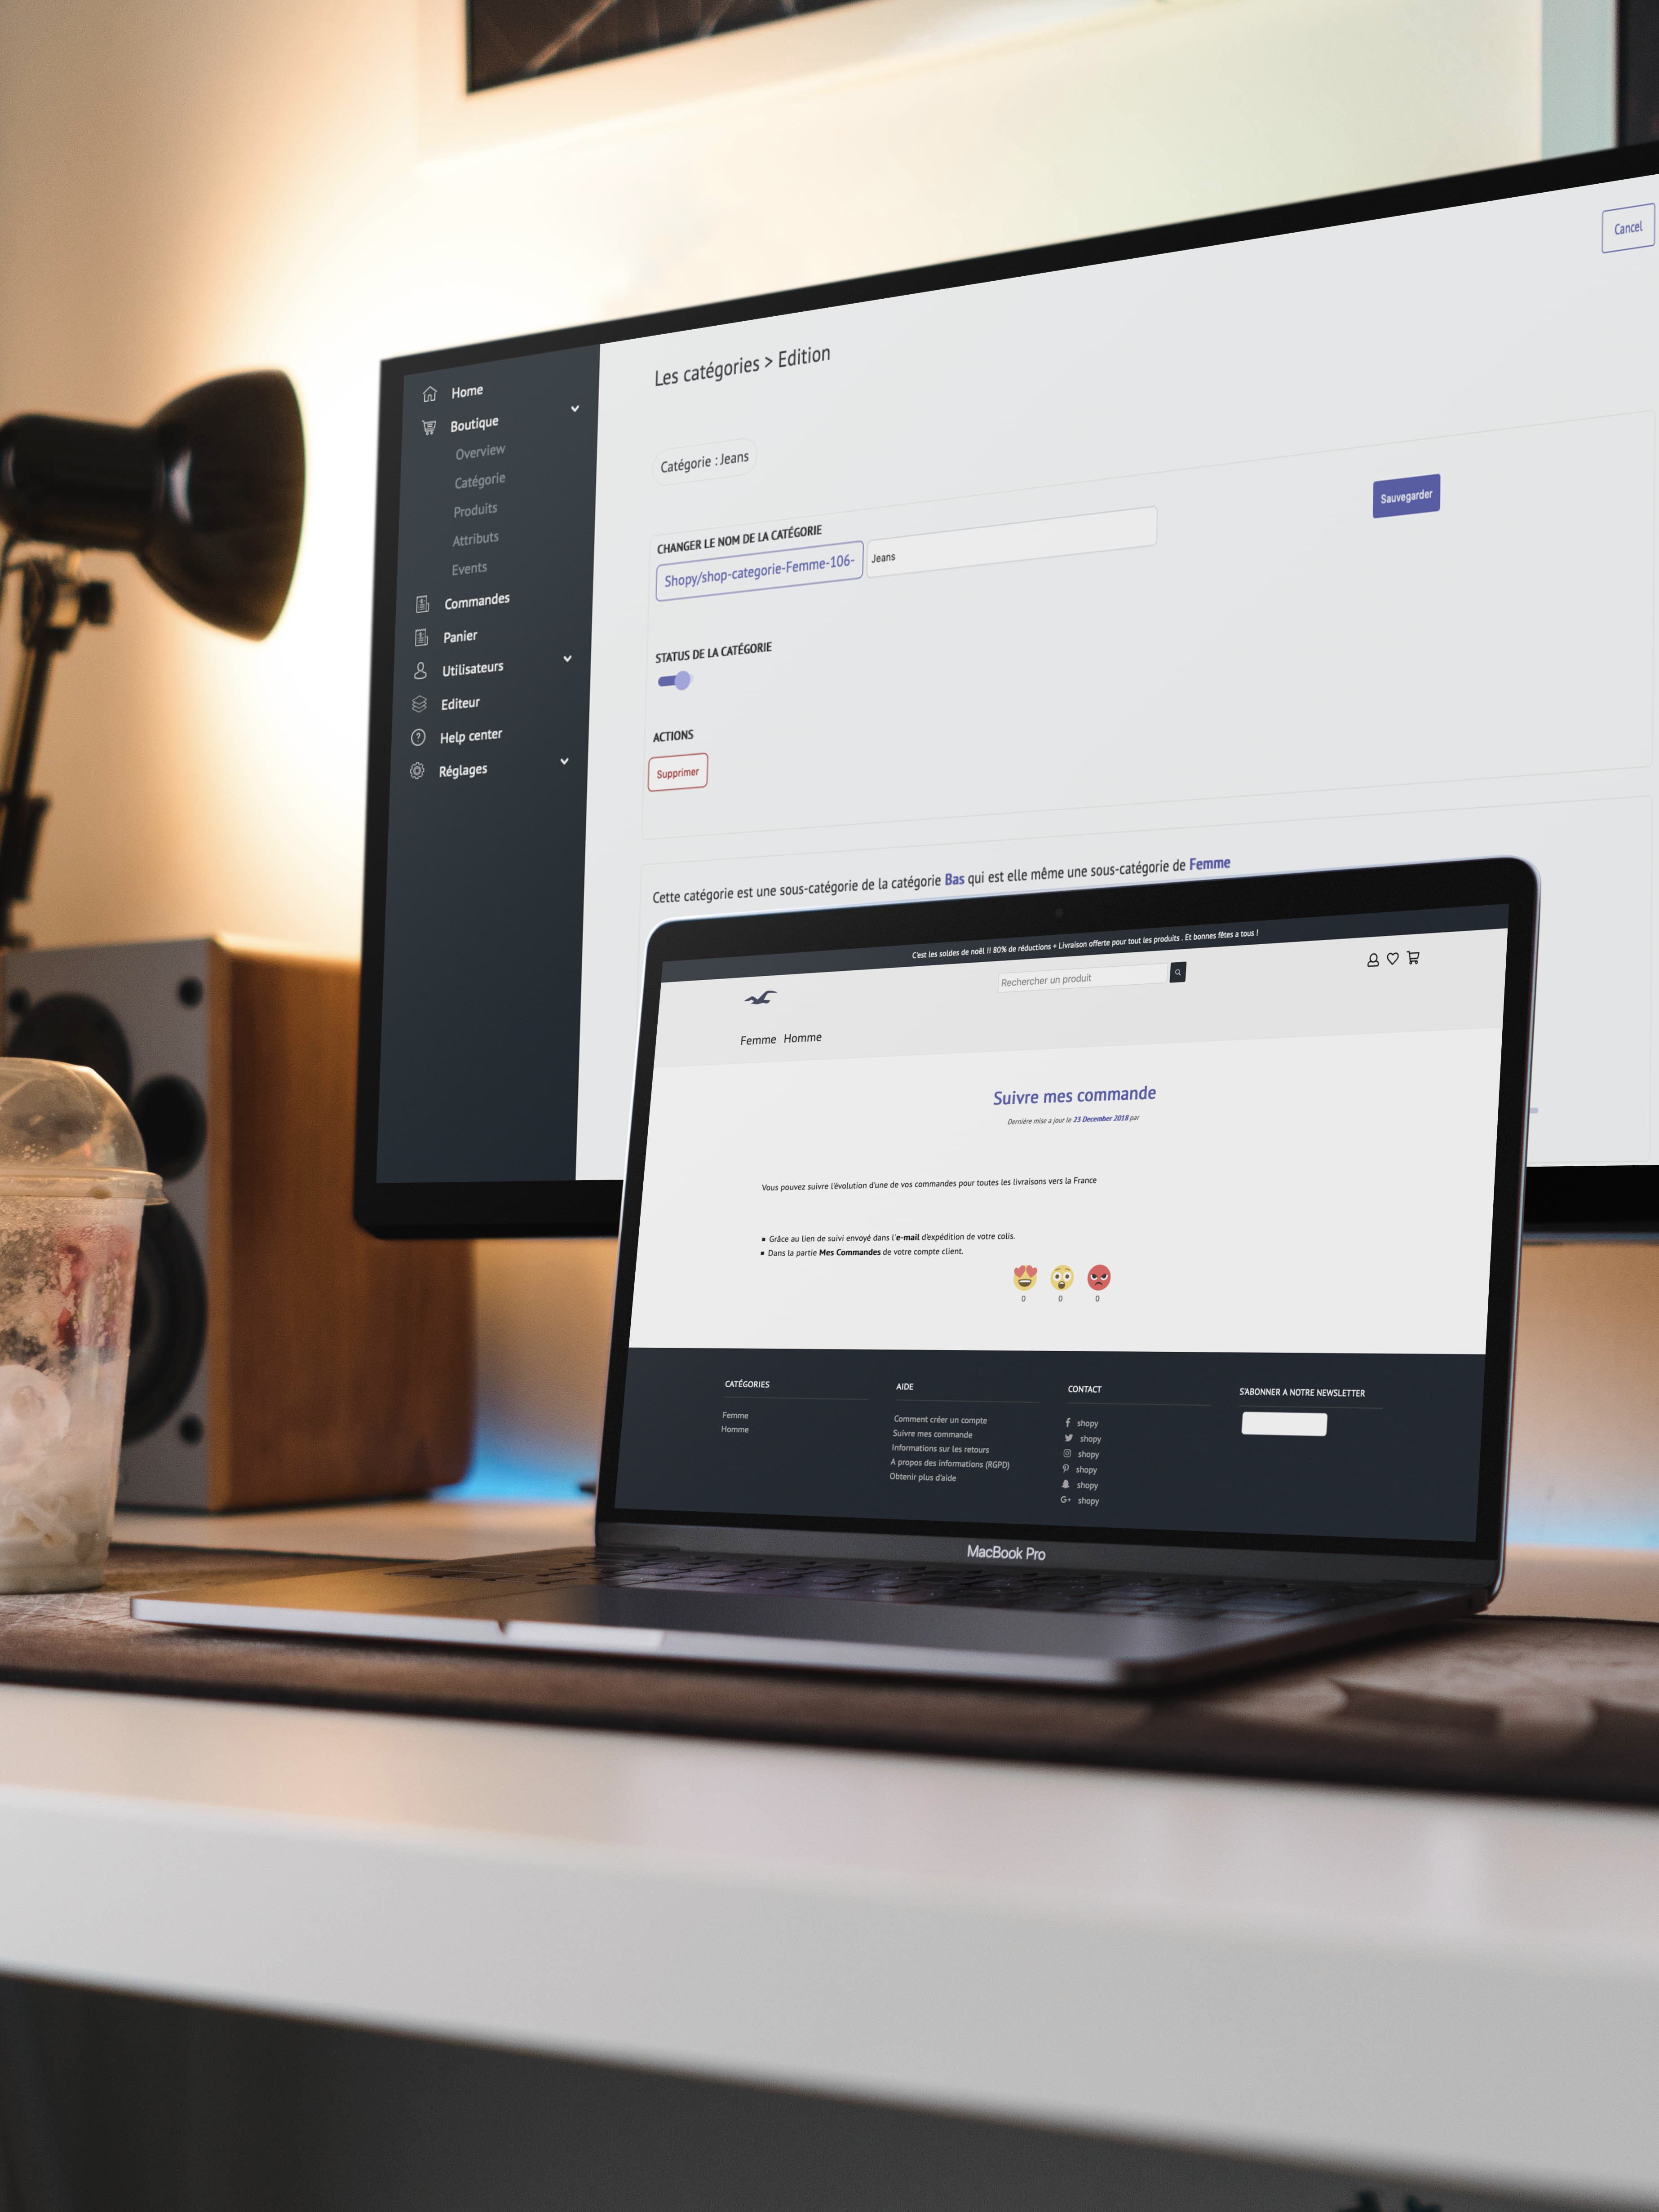 Cancel
Les catégories > Edition
Home
Boutique
Overview
Catégorie
Produits
Attributs
Events
Commandes
Panier
Utilisateurs
Editeur
Help center
Réglages
Catégorie : Jeans
Sauvegarder
CHANGER LE NOM DE LA CATÉGORIE
Shopy/shop-categorie-Femme-106- Jeans
STATUS DE LA CATÉGORIE
ACTIONS
Supprimer
Cette catégorie est une sous-catégorie de la catégorie Bas qui est elle même une sous-catégorie de Femme
C'est les soldes de noël !! 80% de réductions + Livraison offerte pour tout les produits . Et bonnes fêtes a tous !
Rechercher un produit
Femme Homme
Suivre mes commande
Dernière mise a jour le 23 December 2018 par
Vous pouvez suivre l'évolution d'une de vos commandes pour toutes les livraisons vers la France
▪ Grâce au lien de suivi envoyé dans l'e-mail d'expédition de votre colis.
▪ Dans la partie Mes Commandes de votre compte client.
0 0 0
CATÉGORIES
Femme
Homme
AIDE
Comment créer un compte
Suivre mes commande
Informations sur les retours
A propos des informations (RGPD)
Obtenir plus d'aide
CONTACT
shopy
shopy
shopy
shopy
shopy
G+ shopy
S'ABONNER A NOTRE NEWSLETTER
MacBook Pro